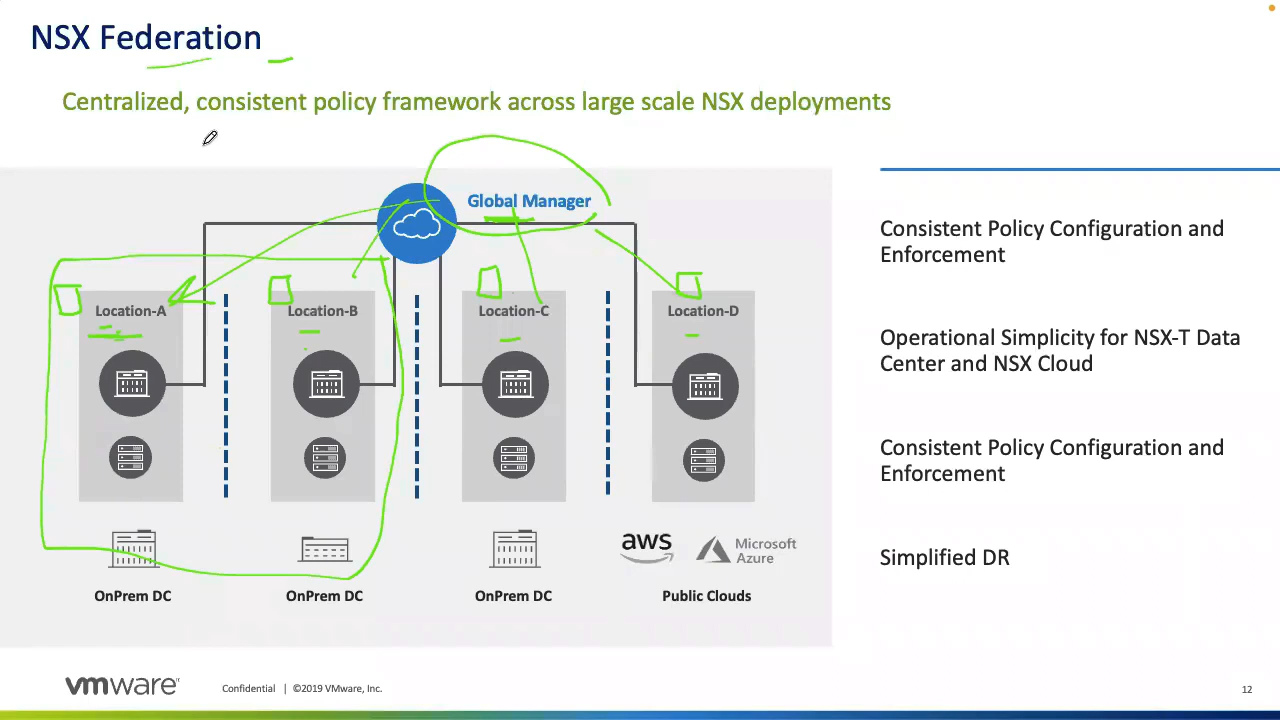 NSX Federation
Centralized, consistent policy framework across large scale NSX deployments
Global Manager
Location-A
Location-B
Location-C
Location-D
aws
Microsoft
Azure
OnPrem DC
OnPrem DC
OnPrem DC
Public Clouds
Consistent Policy Configuration and
Enforcement
Operational Simplicity for NSX-T Data
Center and NSX Cloud
Consistent Policy Configuration and
Enforcement
Simplified DR
vmware
Confidential | ©2019 VMware, Inc.
12